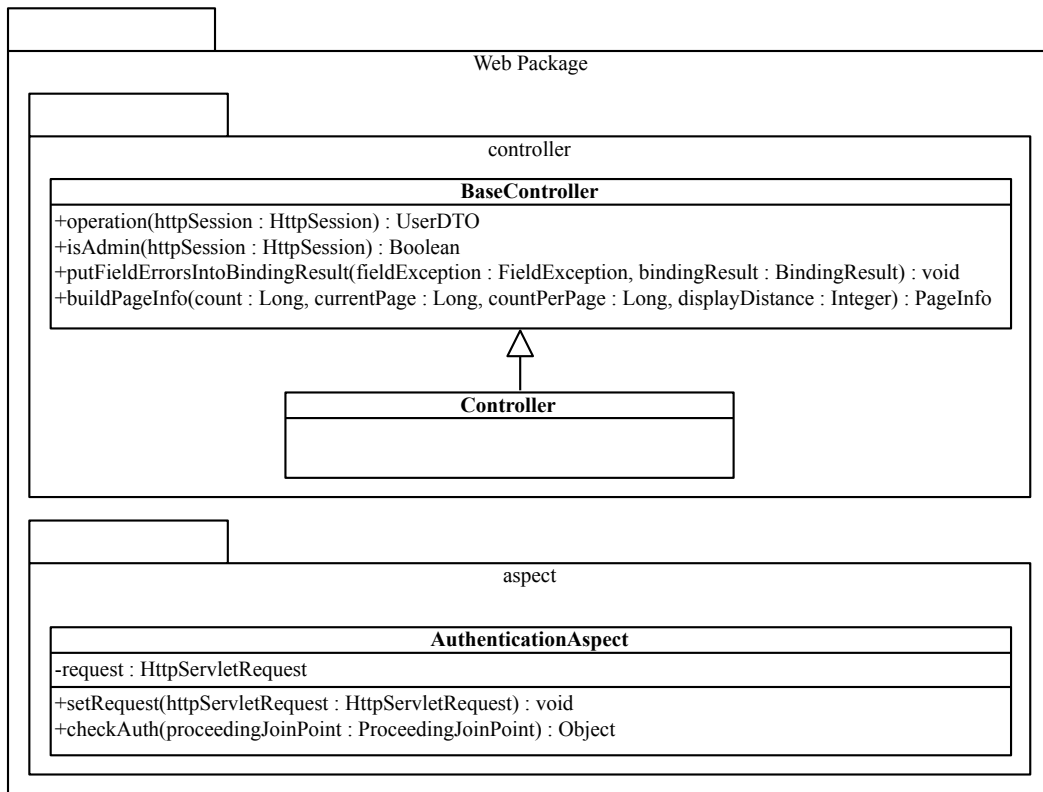 Web Package
controller
BaseController
+operation(httpSession : HttpSession) : UserDTO
+isAdmin(httpSession : HttpSession) : Boolean
+putFieldErrorsIntoBindingResult(fieldException : FieldException, bindingResult : BindingResult) : void
+buildPageInfo(count : Long, currentPage : Long, countPerPage : Long, displayDistance : Integer) : PageInfo
Controller
aspect
AuthenticationAspect
-request : HttpServletRequest
+setRequest(httpServletRequest : HttpServletRequest) : void
+checkAuth(proceedingJoinPoint : ProceedingJoinPoint) : Object